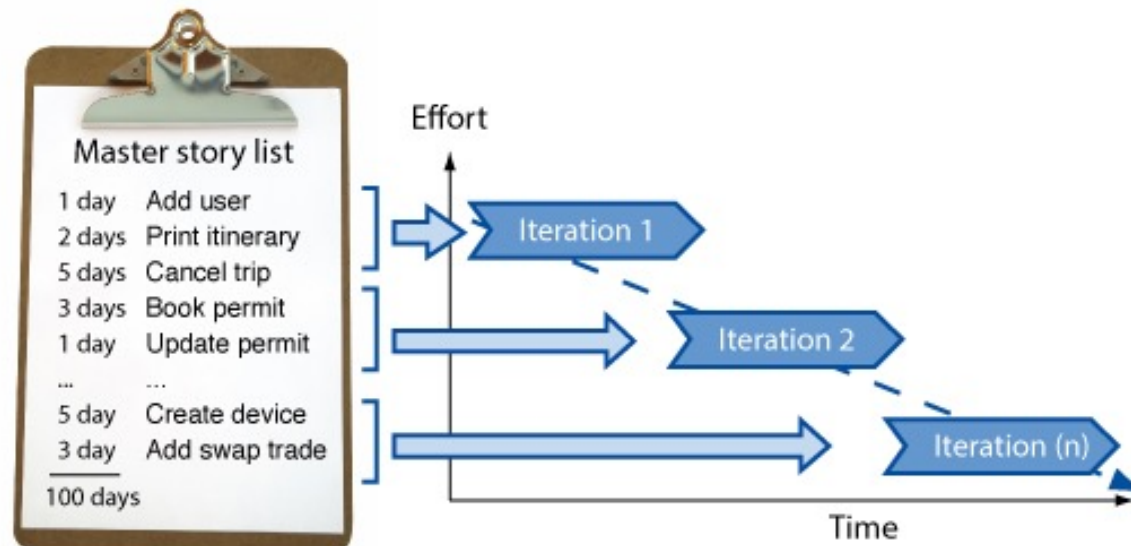 Master story list
1 day Add user
2 days Print itinerary
5 days Cancel trip
3 days Book permit
1 day Update permit
... ...
5 day Create device
3 day Add swap trade
100 days
Effort
Iteration 1
Iteration 2
Iteration (n)
Time